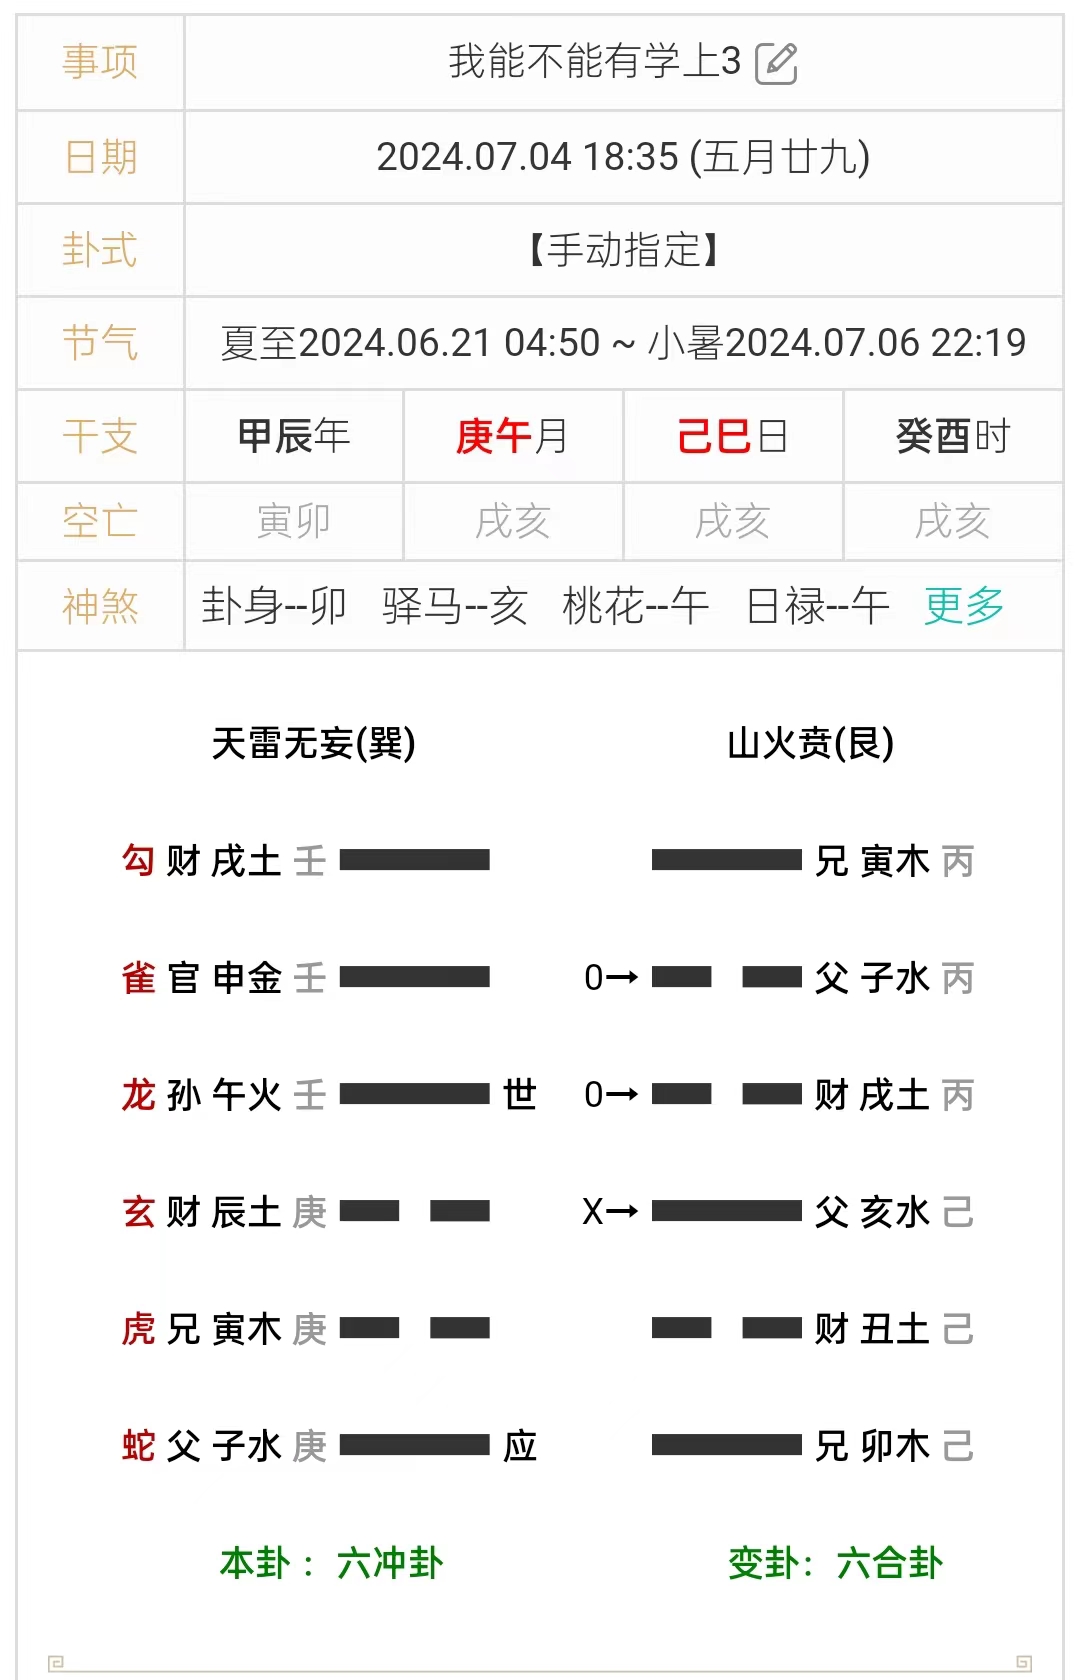 事项 我能不能有学上3
日期 2024.07.04 18:35 (五月廿九)
卦式 【手动指定】
节气 夏至2024.06.21 04:50 ~ 小暑2024.07.06 22:19
干支 甲辰年 庚午月 己巳日 癸酉时
空亡 寅卯 戌亥 戌亥 戌亥
神煞 卦身--卯 驿马--亥 桃花--午 日禄--午 更多
天雷无妄(巽) 山火贲(艮)
勾 财 戌土 壬 兄 寅木 丙
雀 官 申金 壬 0→ 父 子水 丙
龙 孙 午火 壬 世 0→ 财 戌土 丙
玄 财 辰土 庚 X→ 父 亥水 己
虎 兄 寅木 庚 财 丑土 己
蛇 父 子水 庚 应 兄 卯木 己
本卦： 六冲卦 变卦： 六合卦